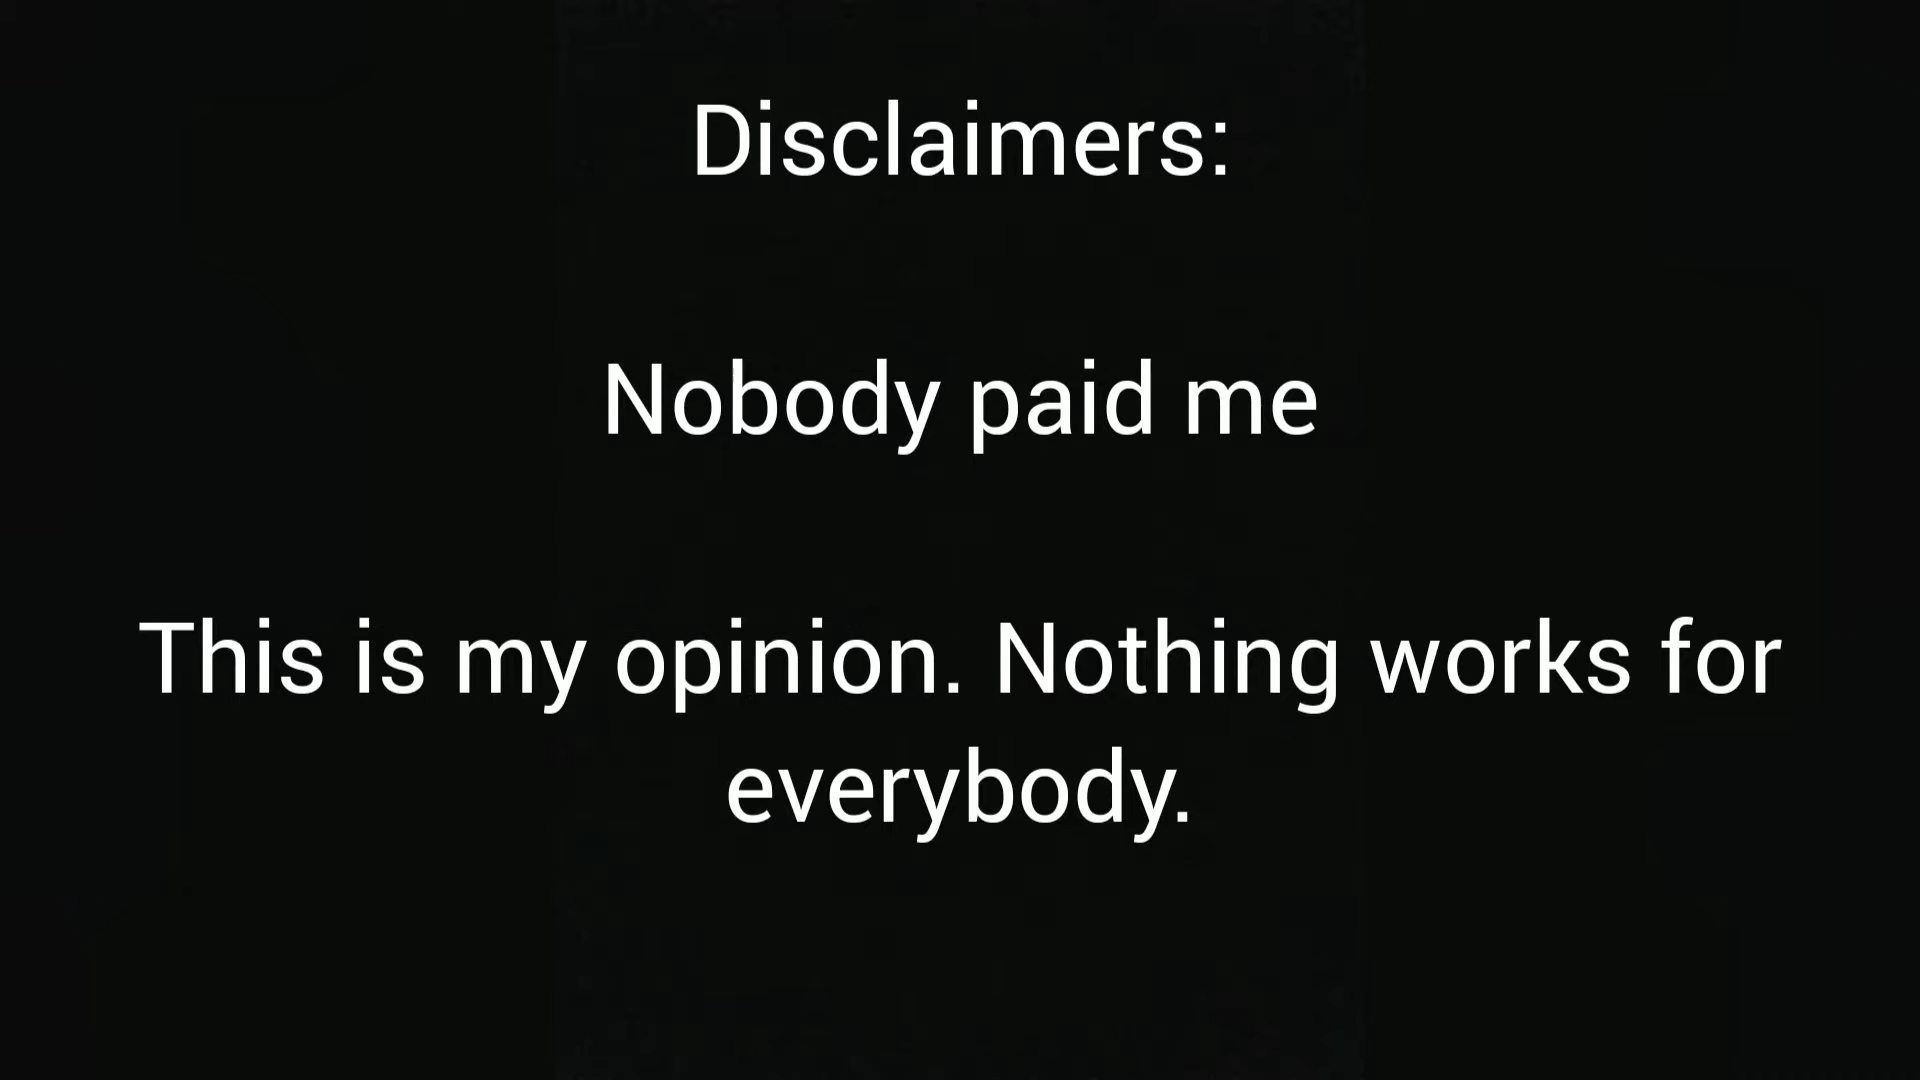 Disclaimers:
Nobody paid me
This is my opinion. Nothing works for
everybody.